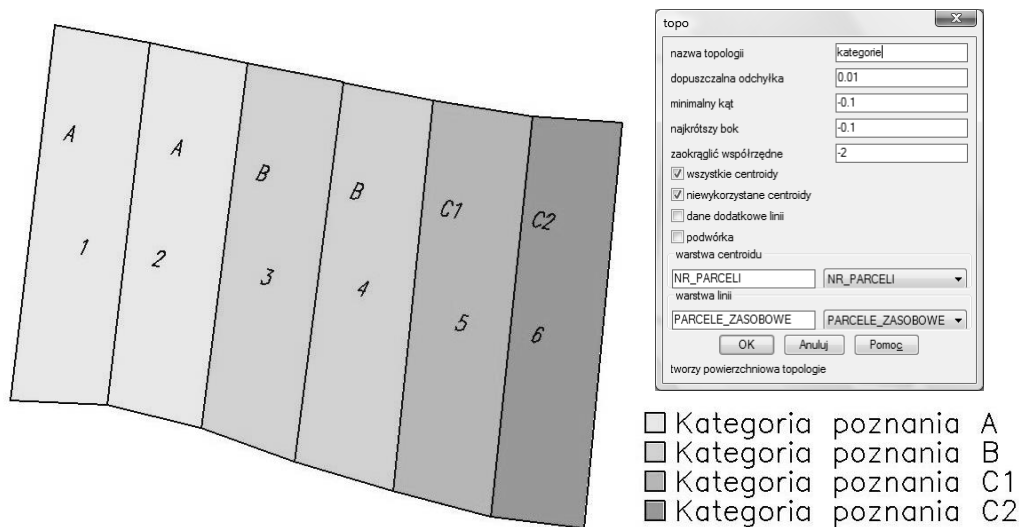 A
A
B
B
C1
C2
1
2
3
4
5
6
topo
nazwa topologii kategorie
dopuszczalna odchyłka 0.01
minimalny kąt -0.1
najkrótszy bok -0.1
zaokrąglić współrzędne -2
wszystkie centroidy
niewykorzystane centroidy
dane dodatkowe linii
podwórka
warstwa centroidu
NR_PARCELI NR_PARCELI
warstwa linii
PARCELE_ZASOBOWE PARCELE_ZASOBOWE
OK Anuluj Pomoc
tworzy powierzchniowa topologie
Kategoria poznania A
Kategoria poznania B
Kategoria poznania C1
Kategoria poznania C2